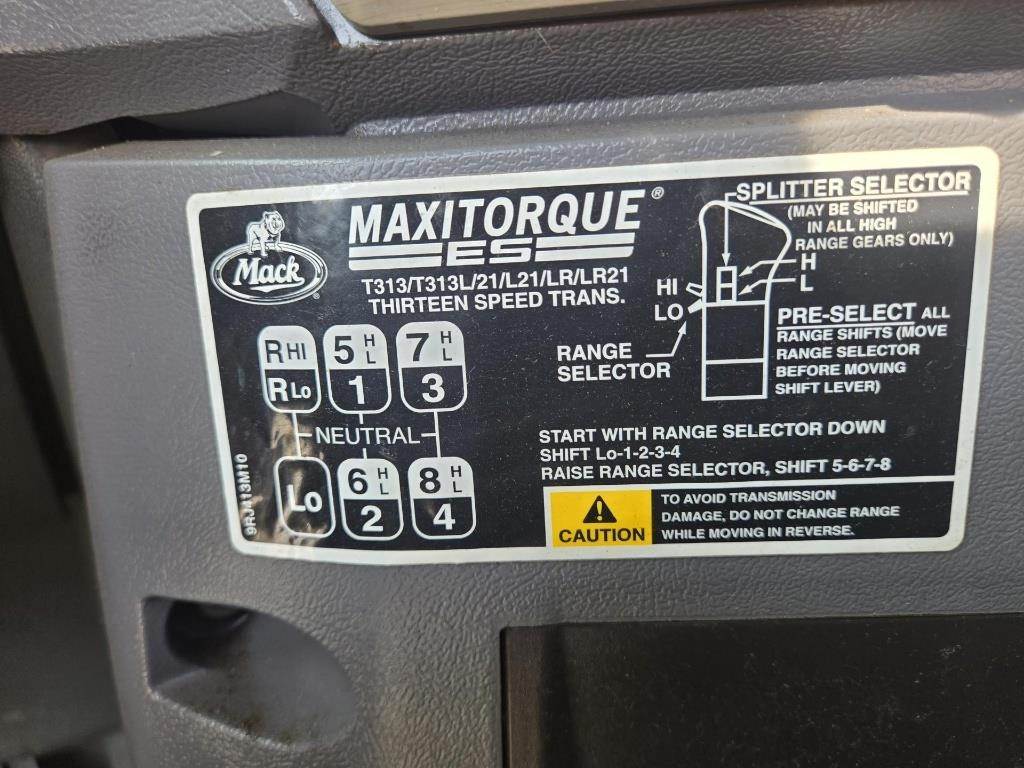 Mack
MAXITORQUE®
ES
T313/T313L/21/L21/LR/LR21
THIRTEEN SPEED TRANS.
R HI
5 H L
7 H L
R Lo
1
3
NEUTRAL
Lo
6 H L
8 H L
2
4
9RJ413M10
SPLITTER SELECTOR
(MAY BE SHIFTED
IN ALL HIGH
RANGE GEARS ONLY)
H
L
HI
LO
RANGE
SELECTOR
PRE-SELECT ALL
RANGE SHIFTS (MOVE
RANGE SELECTOR
BEFORE MOVING
SHIFT LEVER)
START WITH RANGE SELECTOR DOWN
SHIFT Lo-1-2-3-4
RAISE RANGE SELECTOR, SHIFT 5-6-7-8
CAUTION
TO AVOID TRANSMISSION
DAMAGE, DO NOT CHANGE RANGE
WHILE MOVING IN REVERSE.